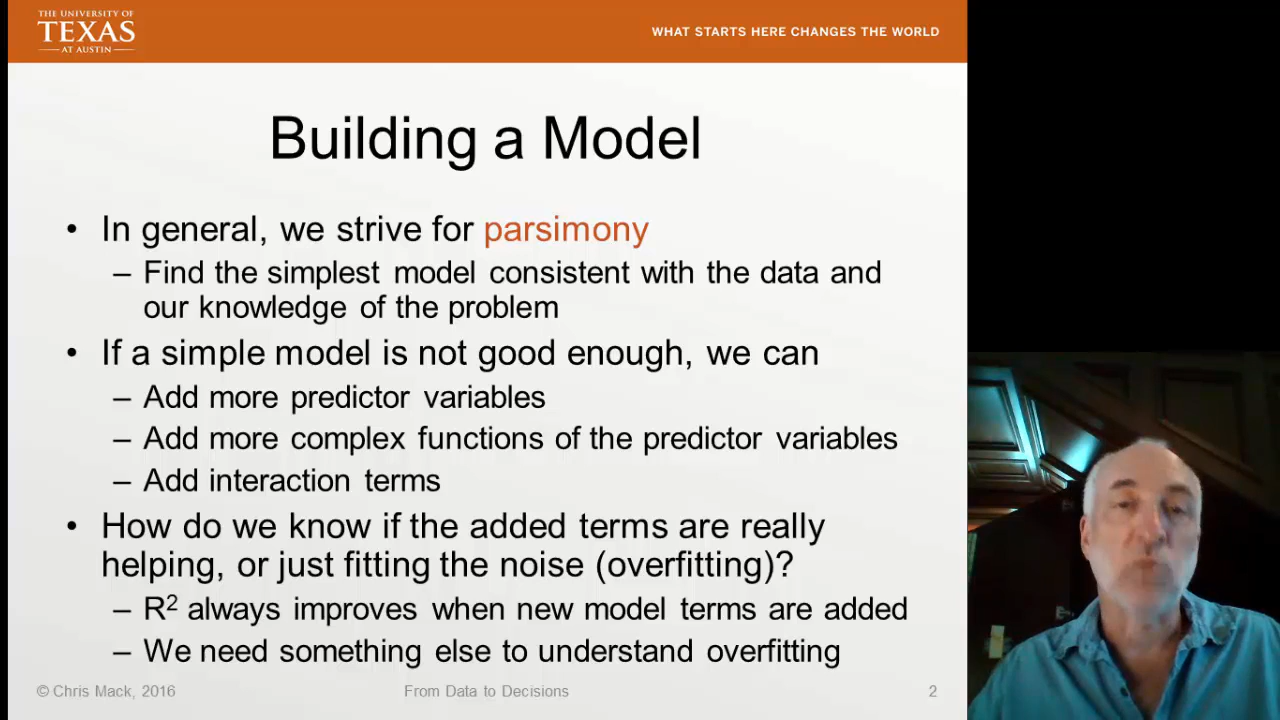 THE UNIVERSITY OF
TEXAS
AT AUSTIN
WHAT STARTS HERE CHANGES THE WORLD
Building a Model
• In general, we strive for parsimony
– Find the simplest model consistent with the data and
our knowledge of the problem
• If a simple model is not good enough, we can
– Add more predictor variables
– Add more complex functions of the predictor variables
– Add interaction terms
• How do we know if the added terms are really
helping, or just fitting the noise (overfitting)?
– R² always improves when new model terms are added
– We need something else to understand overfitting
© Chris Mack, 2016
From Data to Decisions
2